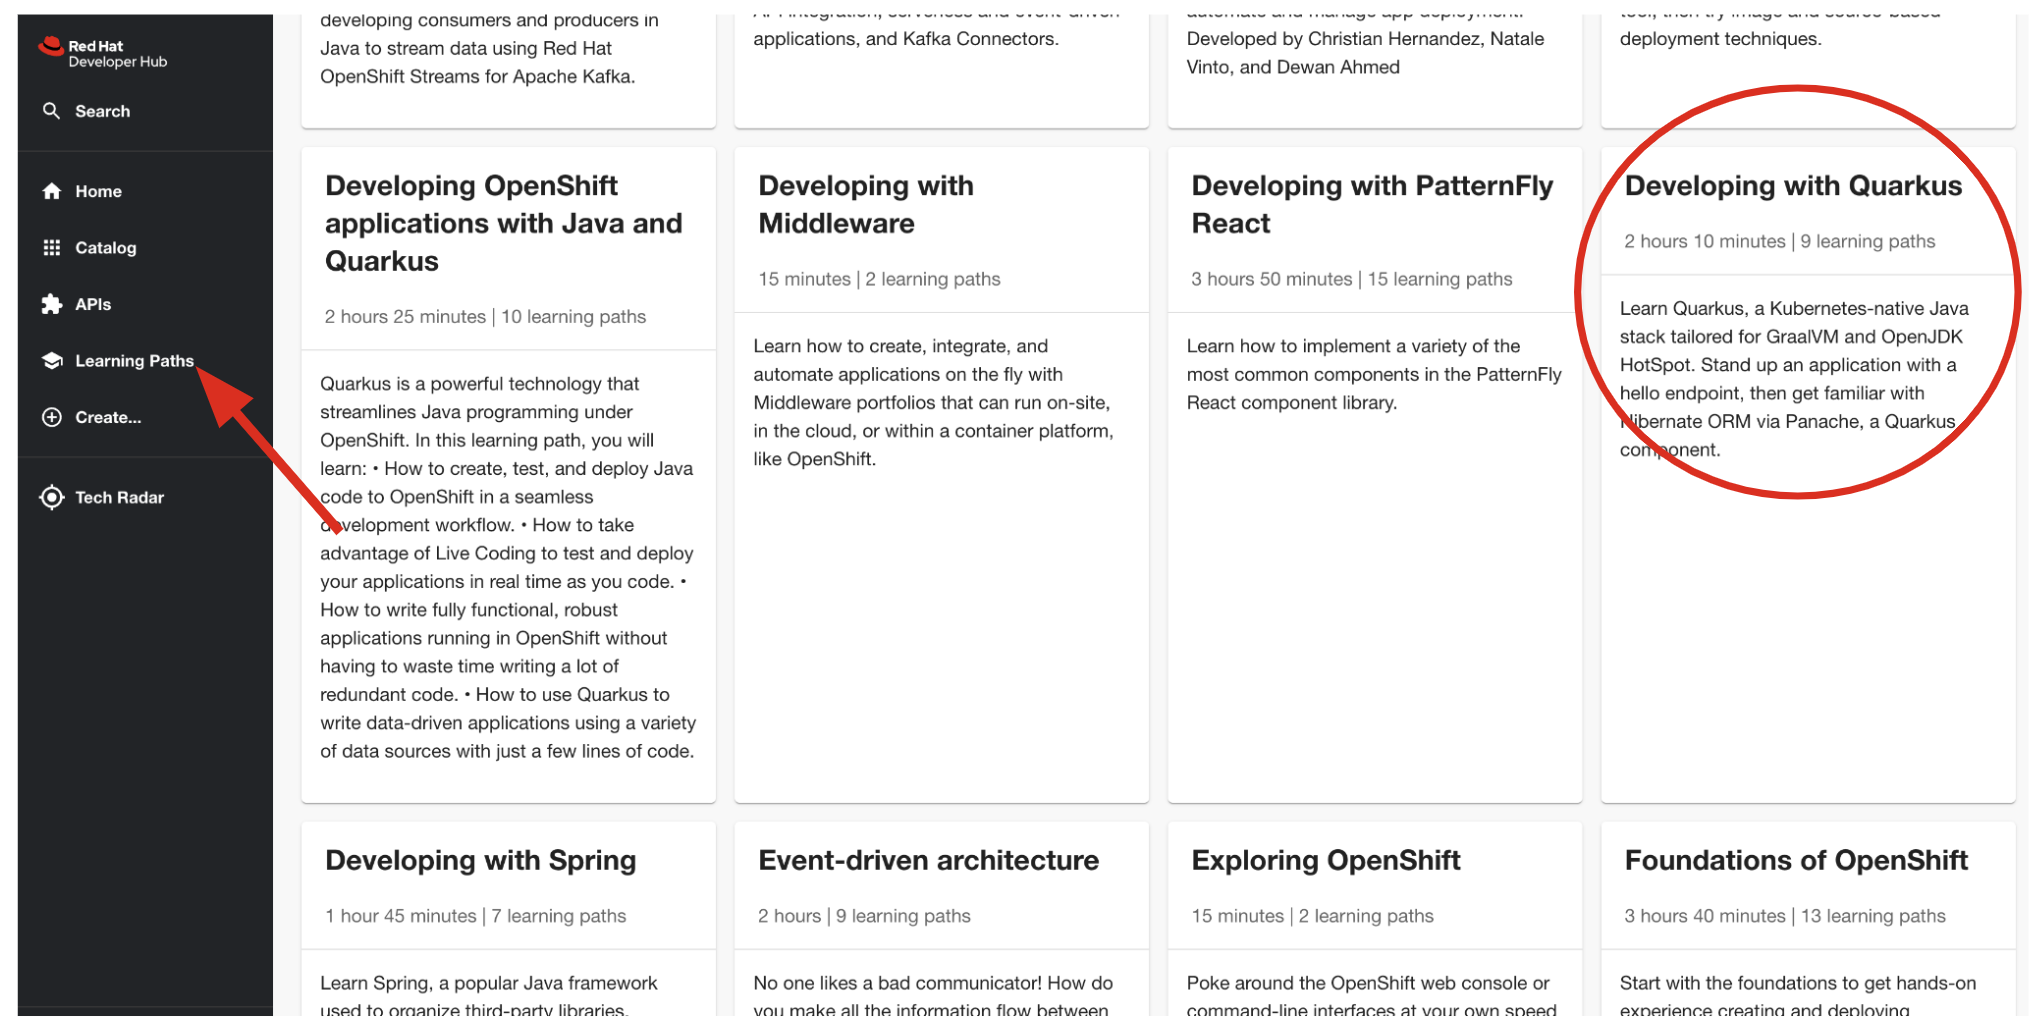 Red Hat
Developer Hub
Search
Home
Catalog
APIs
Learning Paths
Create...
Tech Radar
developing consumers and producers in
Java to stream data using Red Hat
OpenShift Streams for Apache Kafka.
applications, and Kafka Connectors.
automate and manage app deployment.
Developed by Christian Hernandez, Natale
Vinto, and Dewan Ahmed
deployment techniques.
Developing OpenShift
applications with Java and
Quarkus
2 hours 25 minutes | 10 learning paths
Quarkus is a powerful technology that
streamlines Java programming under
OpenShift. In this learning path, you will
learn: • How to create, test, and deploy Java
code to OpenShift in a seamless
development workflow. • How to take
advantage of Live Coding to test and deploy
your applications in real time as you code. •
How to write fully functional, robust
applications running in OpenShift without
having to waste time writing a lot of
redundant code. • How to use Quarkus to
write data-driven applications using a variety
of data sources with just a few lines of code.
Developing with
Middleware
15 minutes | 2 learning paths
Learn how to create, integrate, and
automate applications on the fly with
Middleware portfolios that can run on-site,
in the cloud, or within a container platform,
like OpenShift.
Developing with PatternFly
React
3 hours 50 minutes | 15 learning paths
Learn how to implement a variety of the
most common components in the PatternFly
React component library.
Developing with Quarkus
2 hours 10 minutes | 9 learning paths
Learn Quarkus, a Kubernetes-native Java
stack tailored for GraalVM and OpenJDK
HotSpot. Stand up an application with a
hello endpoint, then get familiar with
Hibernate ORM via Panache, a Quarkus
component.
Developing with Spring
1 hour 45 minutes | 7 learning paths
Learn Spring, a popular Java framework
used to organize third-party libraries.
Event-driven architecture
2 hours | 9 learning paths
No one likes a bad communicator! How do
you make all the information flow between
Exploring OpenShift
15 minutes | 2 learning paths
Poke around the OpenShift web console or
command-line interfaces at your own speed
Foundations of OpenShift
3 hours 40 minutes | 13 learning paths
Start with the foundations to get hands-on
experience creating and deploying